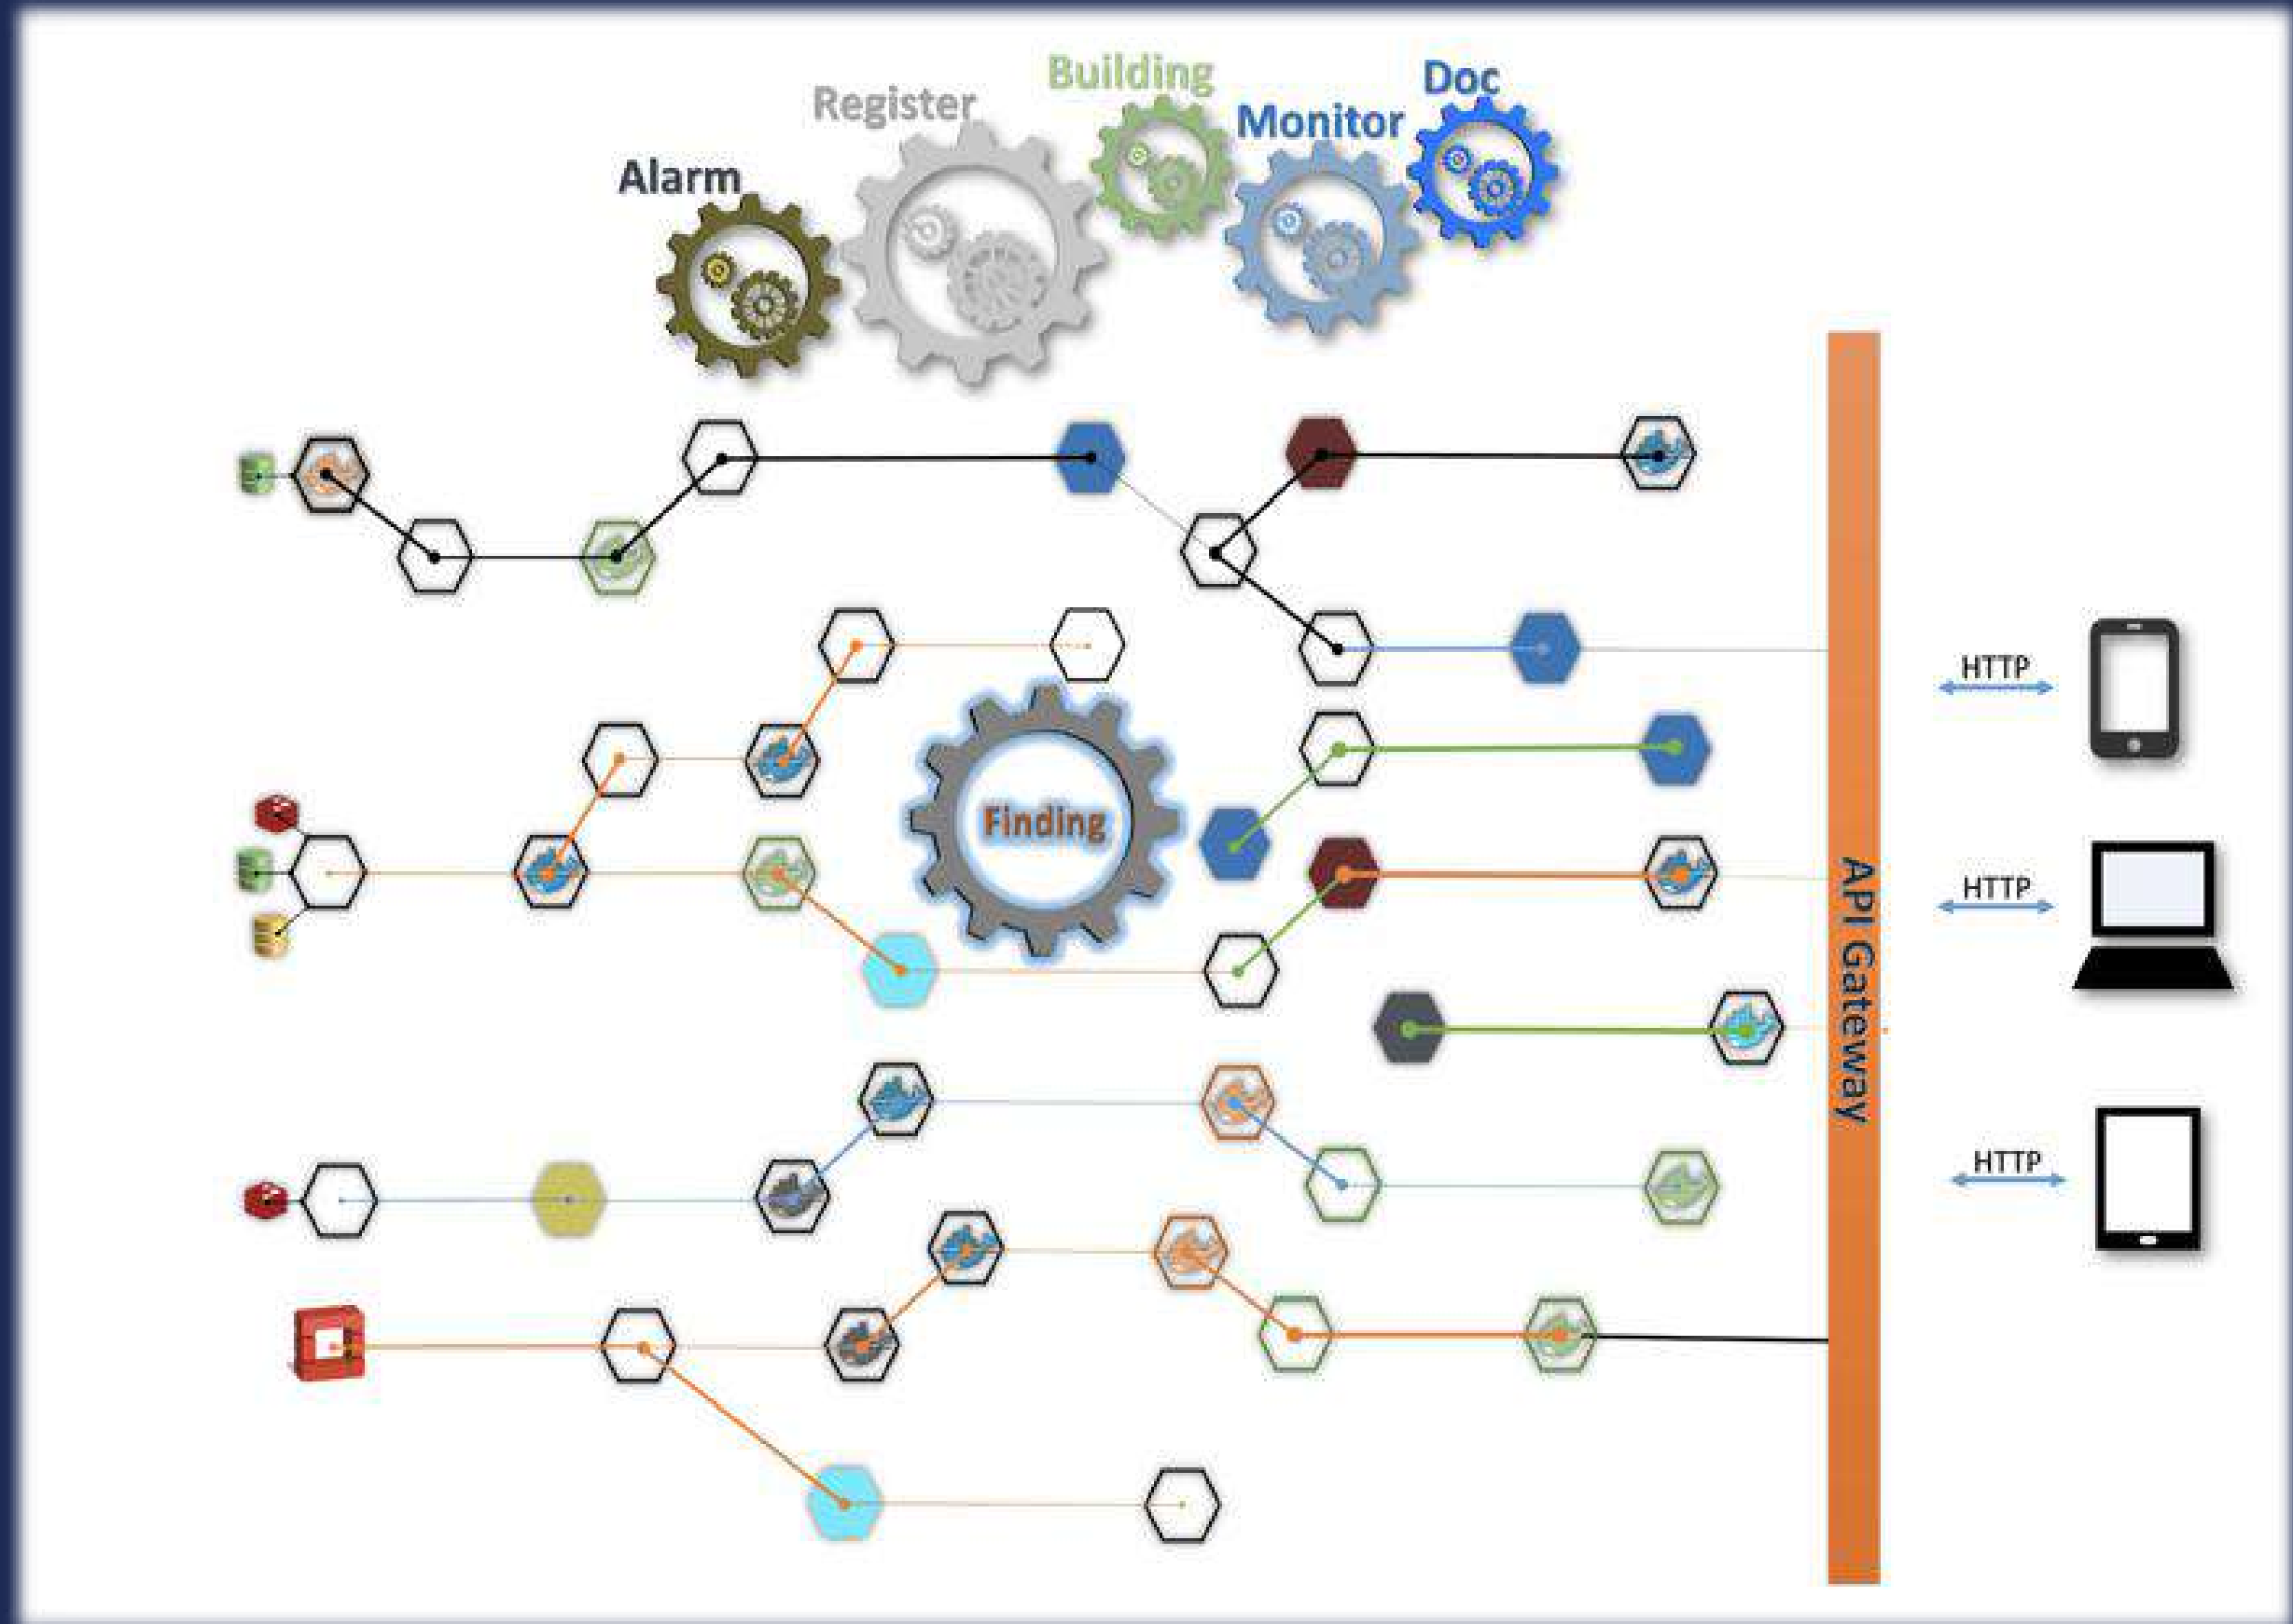 Building
Doc
Register
Monitor
Alarm
HTTP
Finding
HTTP
API Gateway
HTTP